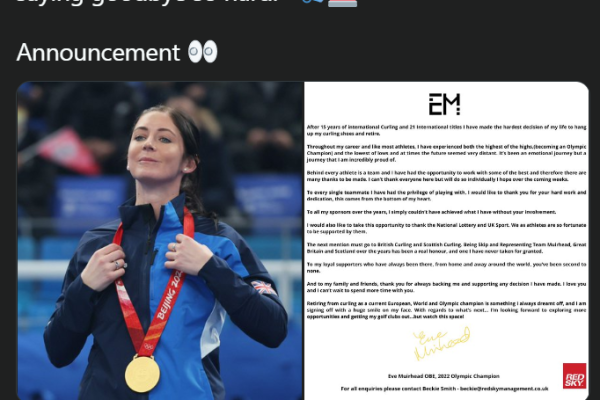 Announcement 👀
EM
After 15 years of International Curling and 21 International titles I have made the hardest decision of my life to hang
up my curling shoes and retire.
Throughout my career and like most athletes, I have experienced both the highest of the highs,(becoming an Olympic
Champion) and the lowest of lows and at times the future seemed very distant. It's been an emotional journey but a
journey that I am incredibly proud of.
Behind every athlete is a team and I have had the opportunity to work with some of the best and therefore there are
many thanks to be made. I can't thank everyone here but will do so individually I hope over the coming weeks.
To every single teammate I have had the privilege of playing with. I would like to thank you for your hard work and
dedication, this comes from the bottom of my heart.
To all my sponsors over the years, I simply couldn't have achieved what I have without your involvement.
I would also like to take this opportunity to thank the National Lottery and UK Sport. We as athletes are so fortunate
to be supported by them.
The next mention must go to British Curling and Scottish Curling. Being Skip and Representing Team Muirhead, Great
Britain and Scotland over the years has been a real honour, and one I have never taken for granted.
To my loyal supporters who have always been there, from home and away around the world, you've been second to
none.
And to my family and friends, thank you for always backing me and supporting any decision I have made. I love you
and I can't wait to spend more time with you.
Retiring from curling as a current European, World and Olympic champion is something I always dreamt off, and I am
signing off with a huge smile on my face. With regards to what's next... I'm looking forward to exploring more
opportunities and getting my golf clubs out...but watch this space!
Eve
Muirhead
Eve Muirhead OBE, 2022 Olympic Champion
For all enquiries please contact Beckie Smith - beckie@redskymanagement.co.uk
RED
SKY
BEIJING 202